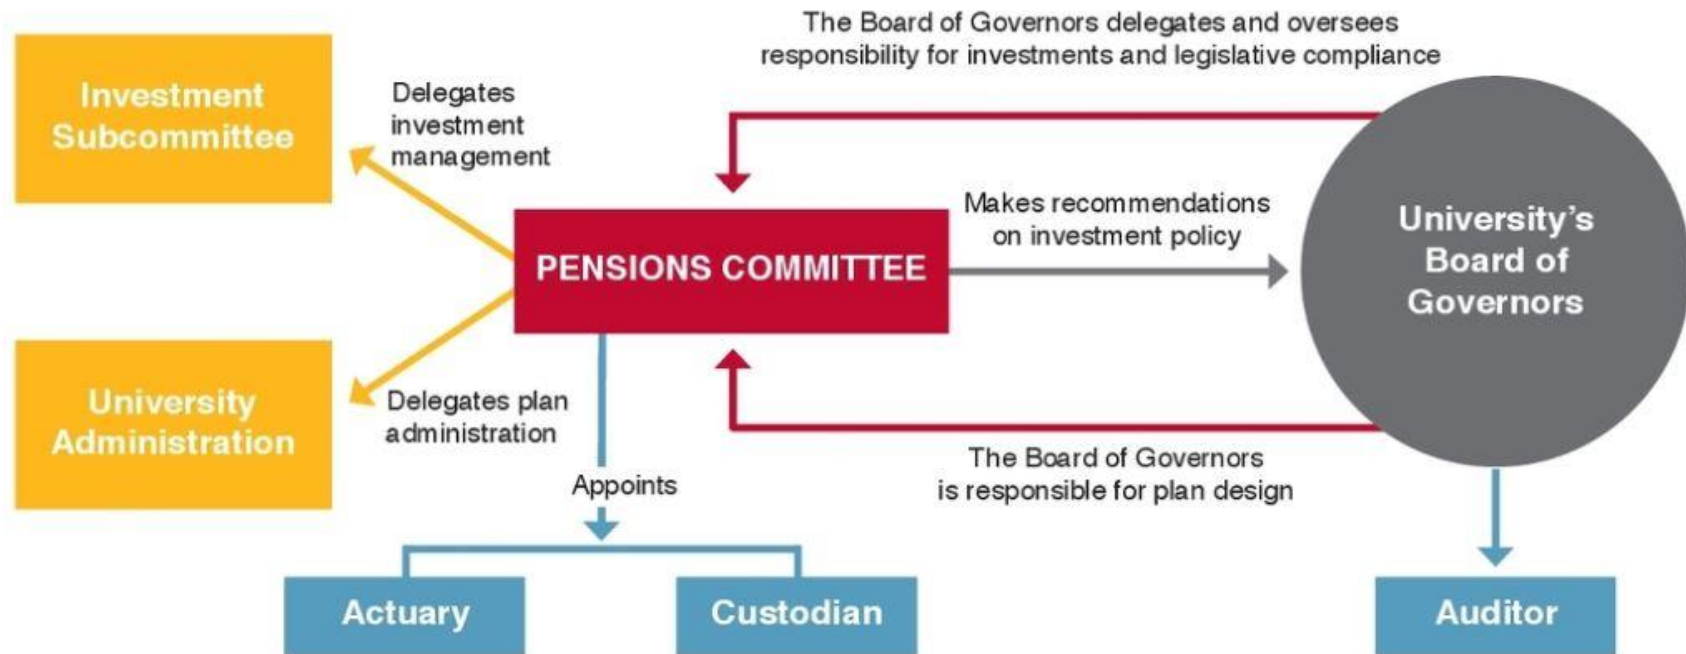 The Board of Governors delegates and oversees
responsibility for investments and legislative compliance
Investment
Subcommittee
Delegates
investment
management
PENSIONS COMMITTEE
Makes recommendations
on investment policy
University’s
Board of
Governors
University
Administration
Delegates plan
administration
The Board of Governors
is responsible for plan design
Appoints
Actuary
Custodian
Auditor